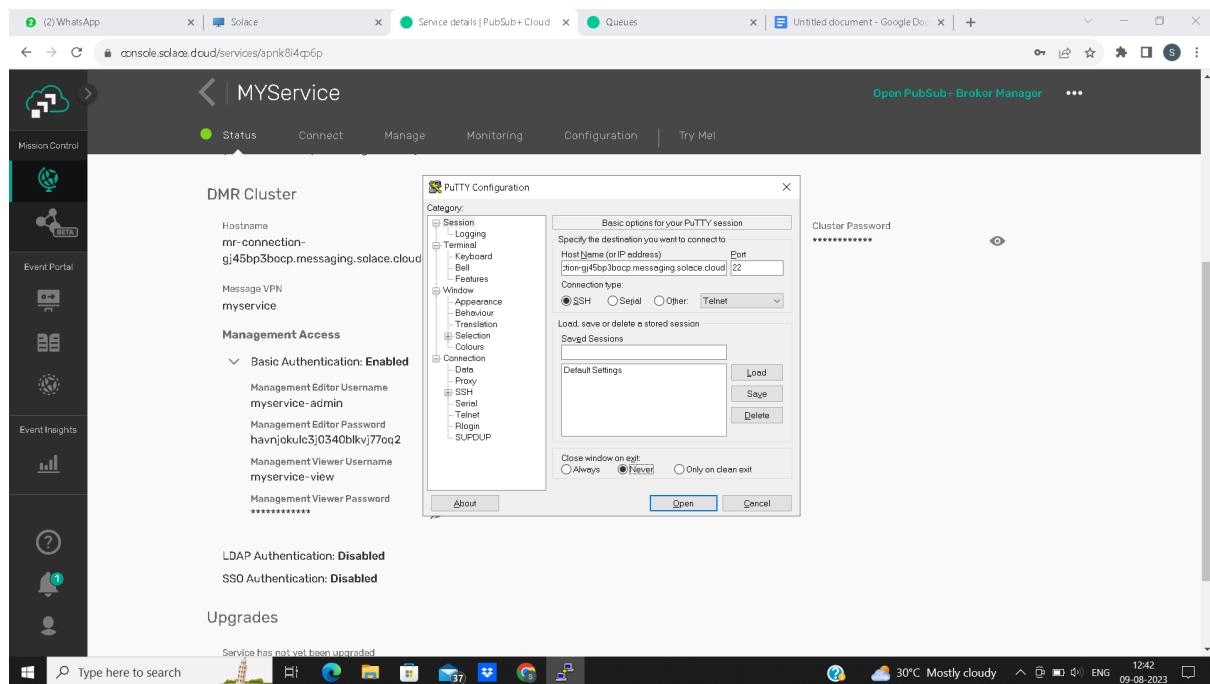 (2) WhatsApp
Solace
Service details | PubSub+ Cloud
Queues
Untitled document - Google Doc
console.solace.cloud/services/apnk8i4cp6p
S
MYService
Open PubSub+ Broker Manager
Status Connect Manage Monitoring Configuration Try Me!
Mission Control
BETA
Event Portal
Event Insights
1
DMR Cluster
Hostname
mr-connection-
gj45bp3bocp.messaging.solace.cloud
Cluster Password
************
Message VPN
myservice
Management Access
Basic Authentication: Enabled
Management Editor Username
myservice-admin
Management Editor Password
havnjokulc3j0340blkvj77oq2
Management Viewer Username
myservice-view
Management Viewer Password
************
LDAP Authentication: Disabled
SSO Authentication: Disabled
Upgrades
Service has not yet been upgraded
PuTTY Configuration
Category:
Session
Logging
Terminal
Keyboard
Bell
Features
Window
Appearance
Behaviour
Translation
Selection
Colours
Connection
Data
Proxy
SSH
Serial
Telnet
Rlogin
SUPDUP
Basic options for your PuTTY session
Specify the destination you want to connect to
Host Name (or IP address) Port
ction-gj45bp3bocp.messaging.solace.cloud 22
Connection type:
SSH Serial Other: Telnet
Load, save or delete a stored session
Saved Sessions
Default Settings
Load
Save
Delete
Close window on exit:
Always Never Only on clean exit
About Open Cancel
Type here to search
37
S
30°C Mostly cloudy
ENG
12:42
09-08-2023